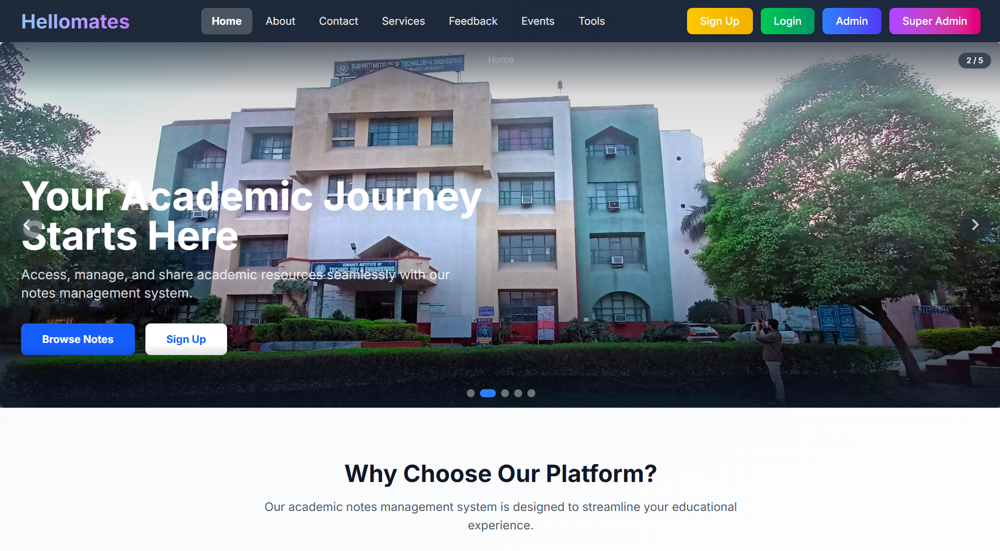 Hellomates
Home
About
Contact
Services
Feedback
Events
Tools
Sign Up
Login
Admin
Super Admin
Home
2 / 5
SUBHARTI INSTITUTE OF TECHNOLOGY & ENGINEERING
SUBHARTI UNIVERSITY
Your Academic Journey
Starts Here
SUBHARTI INSTITUTE OF
TECHNOLOGY & ENGINEERING
Access, manage, and share academic resources seamlessly with our
notes management system.
Browse Notes
Sign Up
Why Choose Our Platform?
Our academic notes management system is designed to streamline your educational
experience.